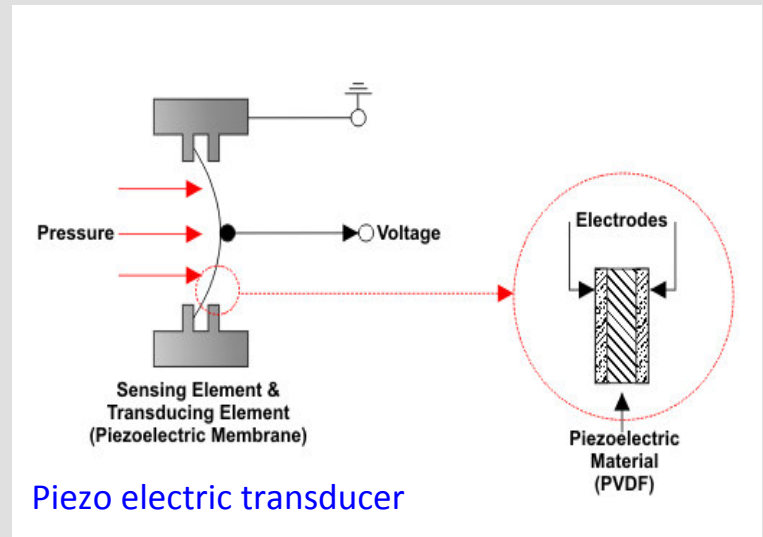 Pressure
Voltage
Electrodes
Sensing Element &
Transducing Element
(Piezoelectric Membrane)
Piezoelectric
Material
(PVDF)
Piezo electric transducer